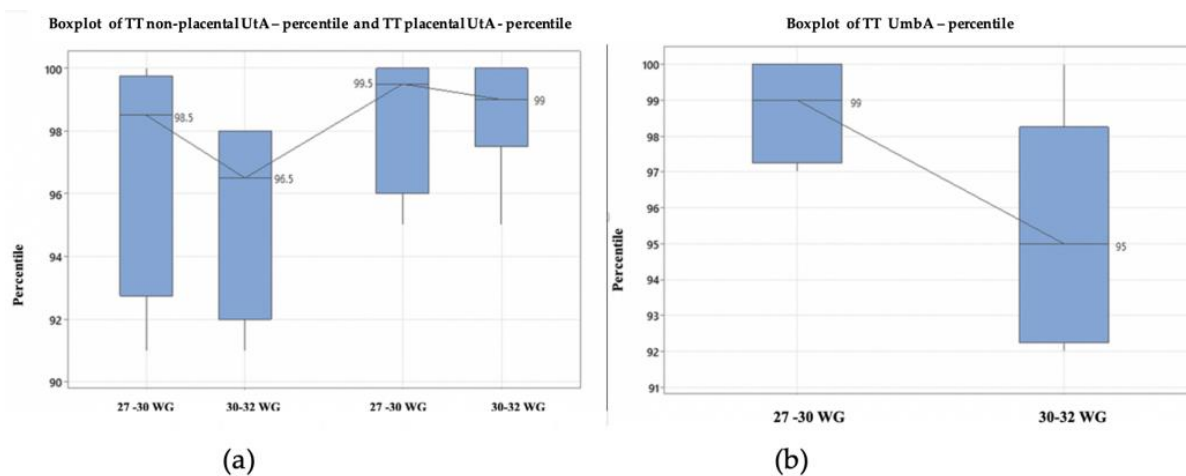 Boxplot of TT non-placental UtA – percentile and TT placental UtA - percentile
Percentile
100
98
96
94
92
90
98.5
96.5
99.5
99
27 -30 WG
30-32 WG
27 -30 WG
30-32 WG
(a)
Boxplot of TT UmbA – percentile
Percentile
100
99
98
97
96
95
94
93
92
91
99
95
27 -30 WG
30-32 WG
(b)